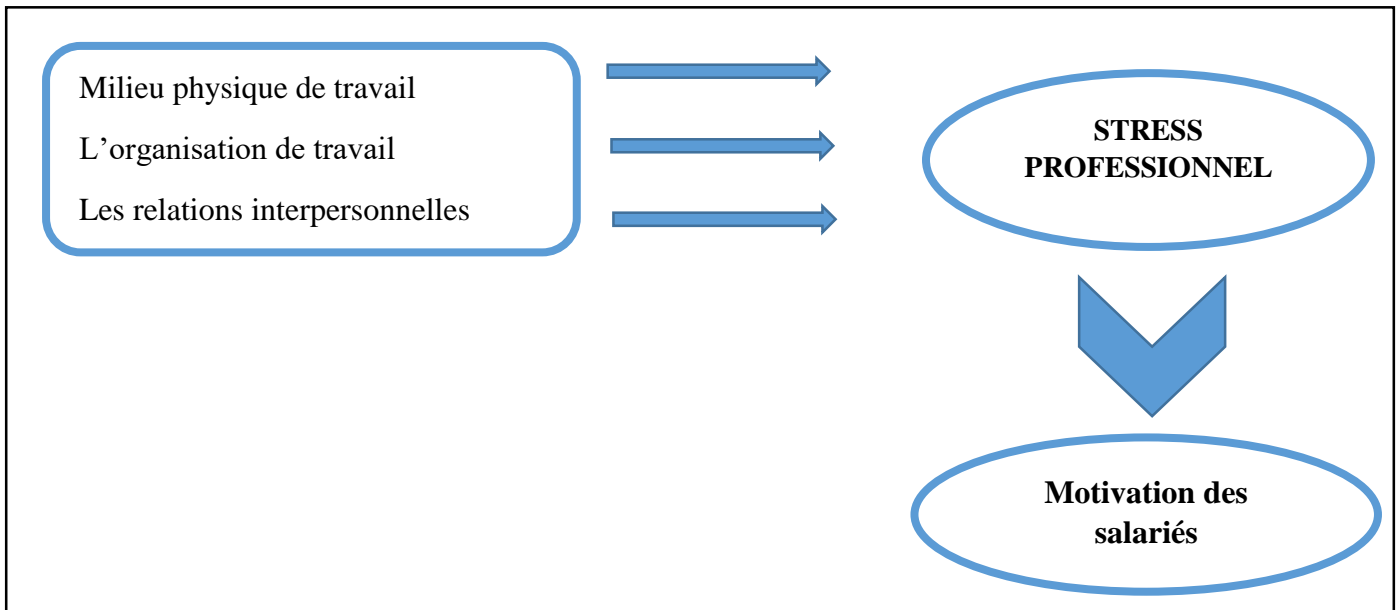 Milieu physique de travail
L’organisation de travail
Les relations interpersonnelles
STRESS
PROFESSIONNEL
Motivation des
salariés